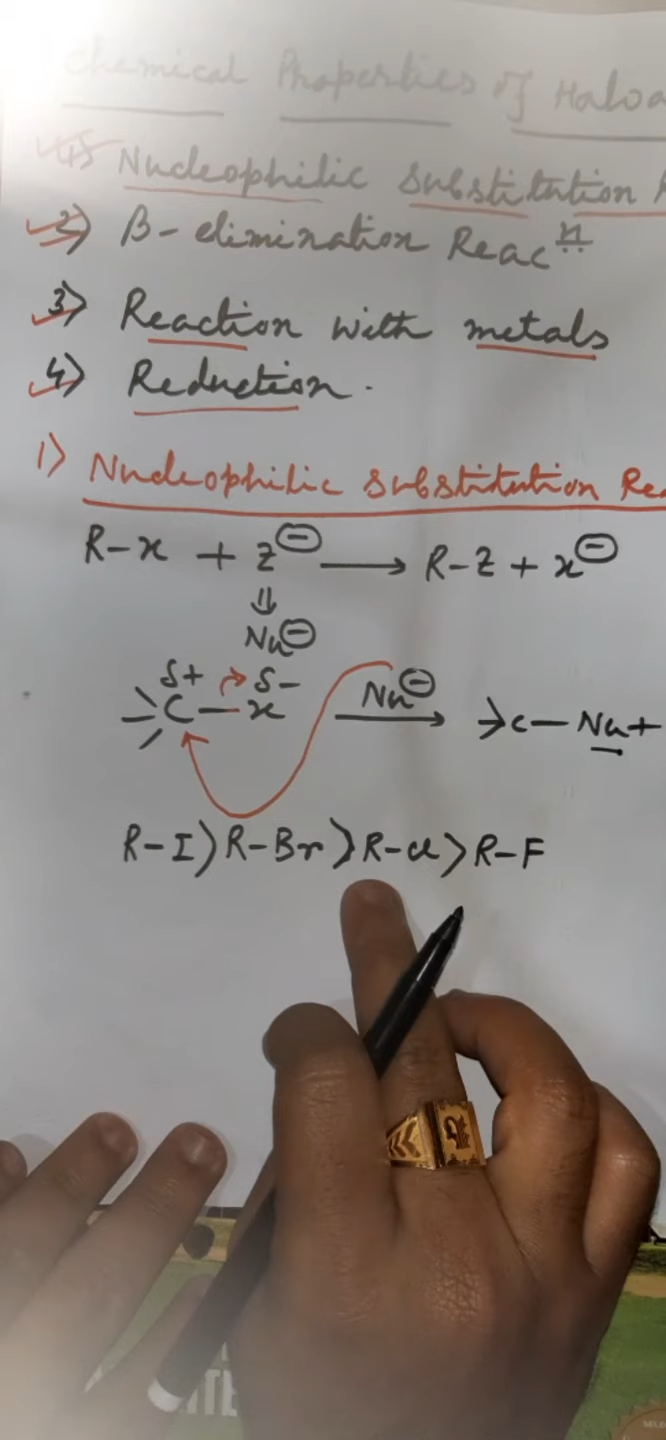 Chemical Properties of Haloa
1) Nucleophilic Substitution R
2) β-elimination Reacⁿ
3) Reaction with metals
4) Reduction.
1) Nucleophilic Substitution Rea
R-x + Z⊖ → R-Z + x⊖
⇓
Nu⊖
δ+ δ-
C-x Nu⊖ → C-Nu+
R-I > R-Br > R-Cl > R-F